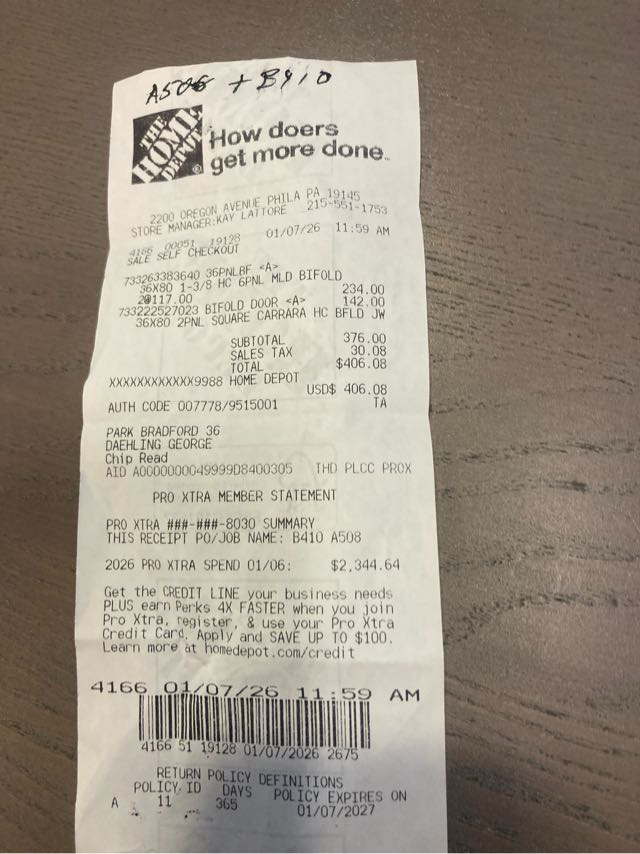 A508 + B410
THE HOME DEPOT
How doers
get more done™
2200 OREGON AVENUE PHILA PA 19145
STORE MANAGER:KAY LATTORE 215-551-1753
4166 00051 19128 01/07/26 11:59 AM
SALE SELF CHECKOUT
733263383640 36PNLBF <A>
36X80 1-3/8 HC 6PNL MLD BIFOLD
2@117.00 234.00
733222527023 BIFOLD DOOR <A> 142.00
36X80 2PNL SQUARE CARRARA HC BFLD JW
SUBTOTAL 376.00
SALES TAX 30.08
TOTAL $406.08
XXXXXXXXXXXX9988 HOME DEPOT
USD$ 406.08
AUTH CODE 007778/9515001 TA
PARK BRADFORD 36
DAEHLING GEORGE
Chip Read
AID A0000000049999D8400305 THD PLCC PROX
PRO XTRA MEMBER STATEMENT
PRO XTRA ###-###-8030 SUMMARY
THIS RECEIPT PO/JOB NAME: B410 A508
2026 PRO XTRA SPEND 01/06: $2,344.64
Get the CREDIT LINE your business needs
PLUS earn Perks 4X FASTER when you join
Pro Xtra, register, & use your Pro Xtra
Credit Card. Apply and SAVE UP TO $100.
Learn more at homedepot.com/credit
4166 01/07/26 11:59 AM
4166 51 19128 01/07/2026 2675
RETURN POLICY DEFINITIONS
POLICY ID DAYS POLICY EXPIRES ON
A 11 365 01/07/2027